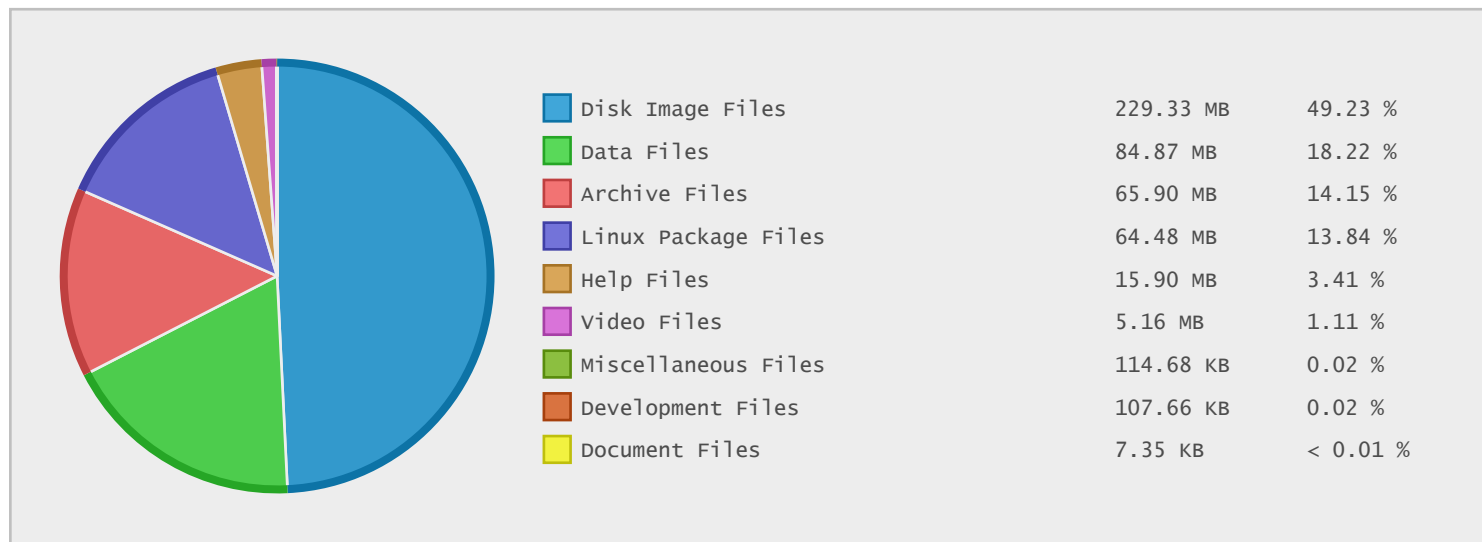 Disk Image Files 229.33 MB 49.23 %
Data Files 84.87 MB 18.22 %
Archive Files 65.90 MB 14.15 %
Linux Package Files 64.48 MB 13.84 %
Help Files 15.90 MB 3.41 %
Video Files 5.16 MB 1.11 %
Miscellaneous Files 114.68 KB 0.02 %
Development Files 107.66 KB 0.02 %
Document Files 7.35 KB < 0.01 %